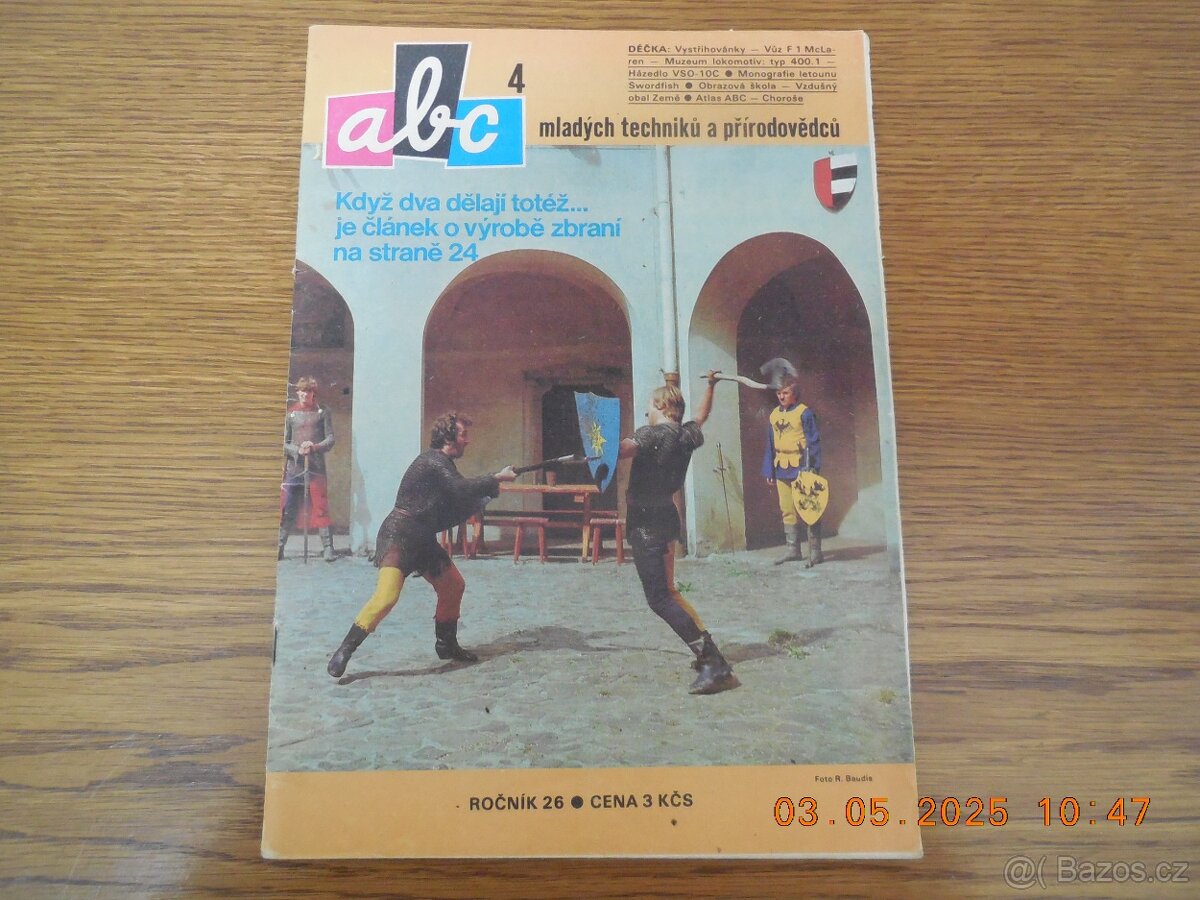 abc
4
DÉČKA: Vystřihovánky — Vůz F 1 McLa-
ren — Muzeum lokomotiv: typ 400.1 —
Házedlo VSO-10C ● Monografie letounu
Swordfish ● Obrazová škola — Vzdušný
obal Země ● Atlas ABC — Choroše
mladých techniků a přírodovědců
Když dva dělají totéž...
je článek o výrobě zbraní
na straně 24
Foto R. Baudis
ROČNÍK 26 ● CENA 3 KČS
03.05.2025 10:47
@( Bazos.cz